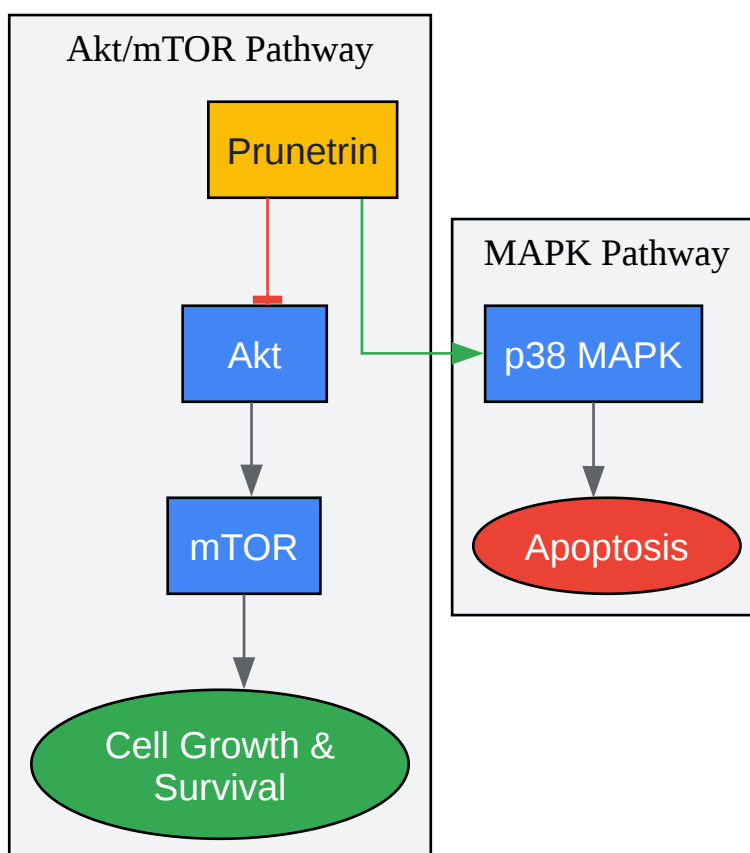 Akt/mTOR Pathway
Prunetrin
MAPK Pathway
Akt
p38 MAPK
mTOR
Apoptosis
Cell Growth &
Survival